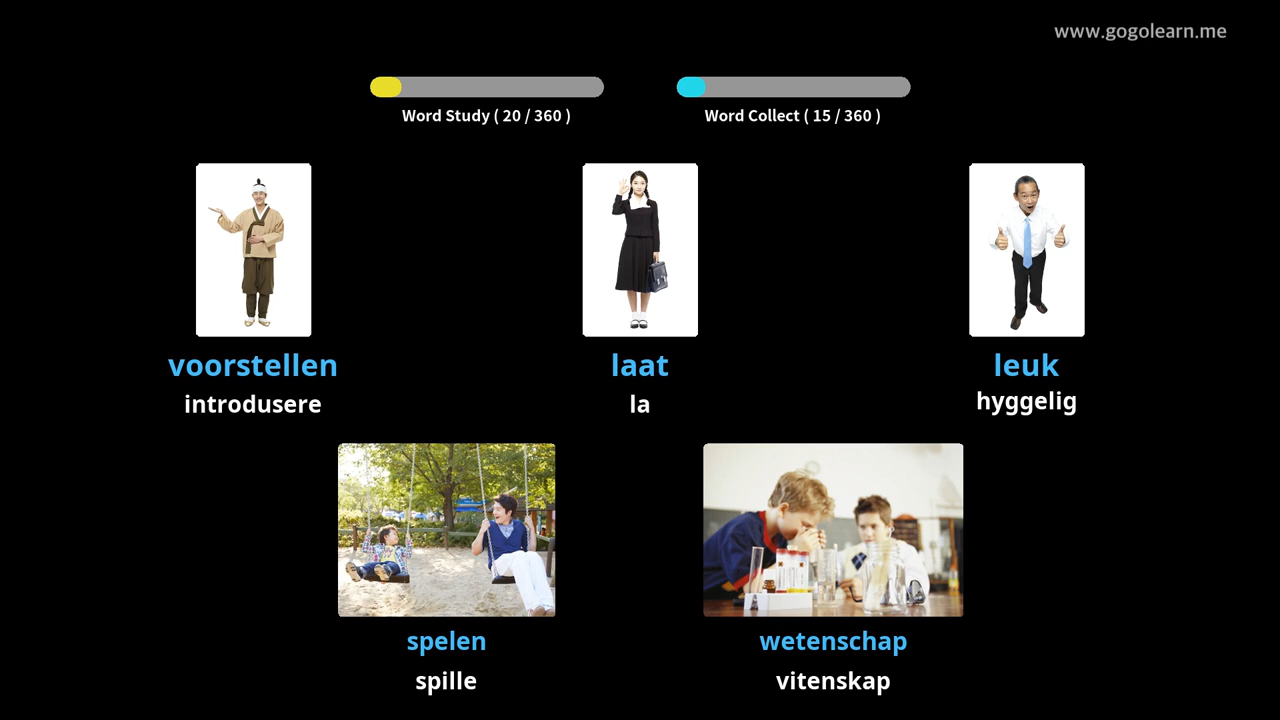 www.gogolearn.me
Word Study ( 20 / 360 )
Word Collect ( 15 / 360 )
voorstellen
introdusere
laat
la
leuk
hyggelig
spelen
spille
wetenschap
vitenskap